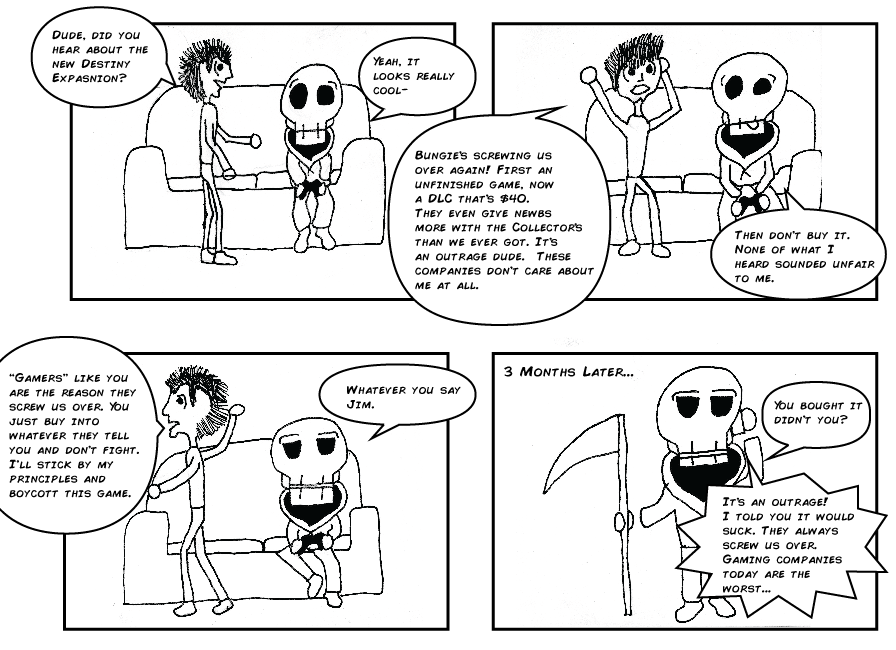 Dude, did you
hear about the
new Destiny
Expasnion?
Yeah, it
looks really
cool-
Bungie's screwing us
over again! First an
unfinished game, now
a DLC that's $40.
They even give newbs
more with the Collector's
than we ever got. It's
an outrage dude. These
companies don't care about
me at all.
Then don't buy it.
None of what I
heard sounded unfair
to me.
"Gamers" like you
are the reason they
screw us over. You
just buy into
whatever they tell
you and don't fight.
I'll stick by my
principles and
boycott this game.
Whatever you say
Jim.
3 Months Later...
You bought it
didn't you?
It's an outrage!
I told you it would
suck. They always
screw us over.
Gaming companies
today are the
worst...